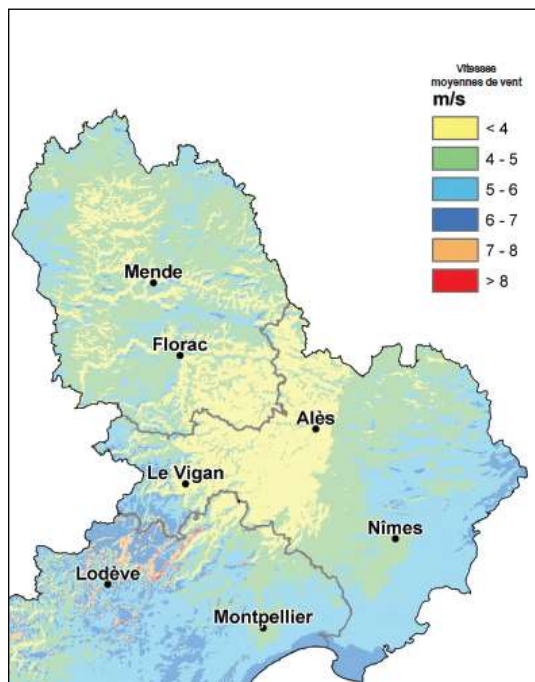 Vitesses
moyennes de vent
m/s
< 4
4 - 5
5 - 6
6 - 7
7 - 8
> 8
Mende
Florac
Alès
Le Vigan
Nîmes
Lodève
Montpellier